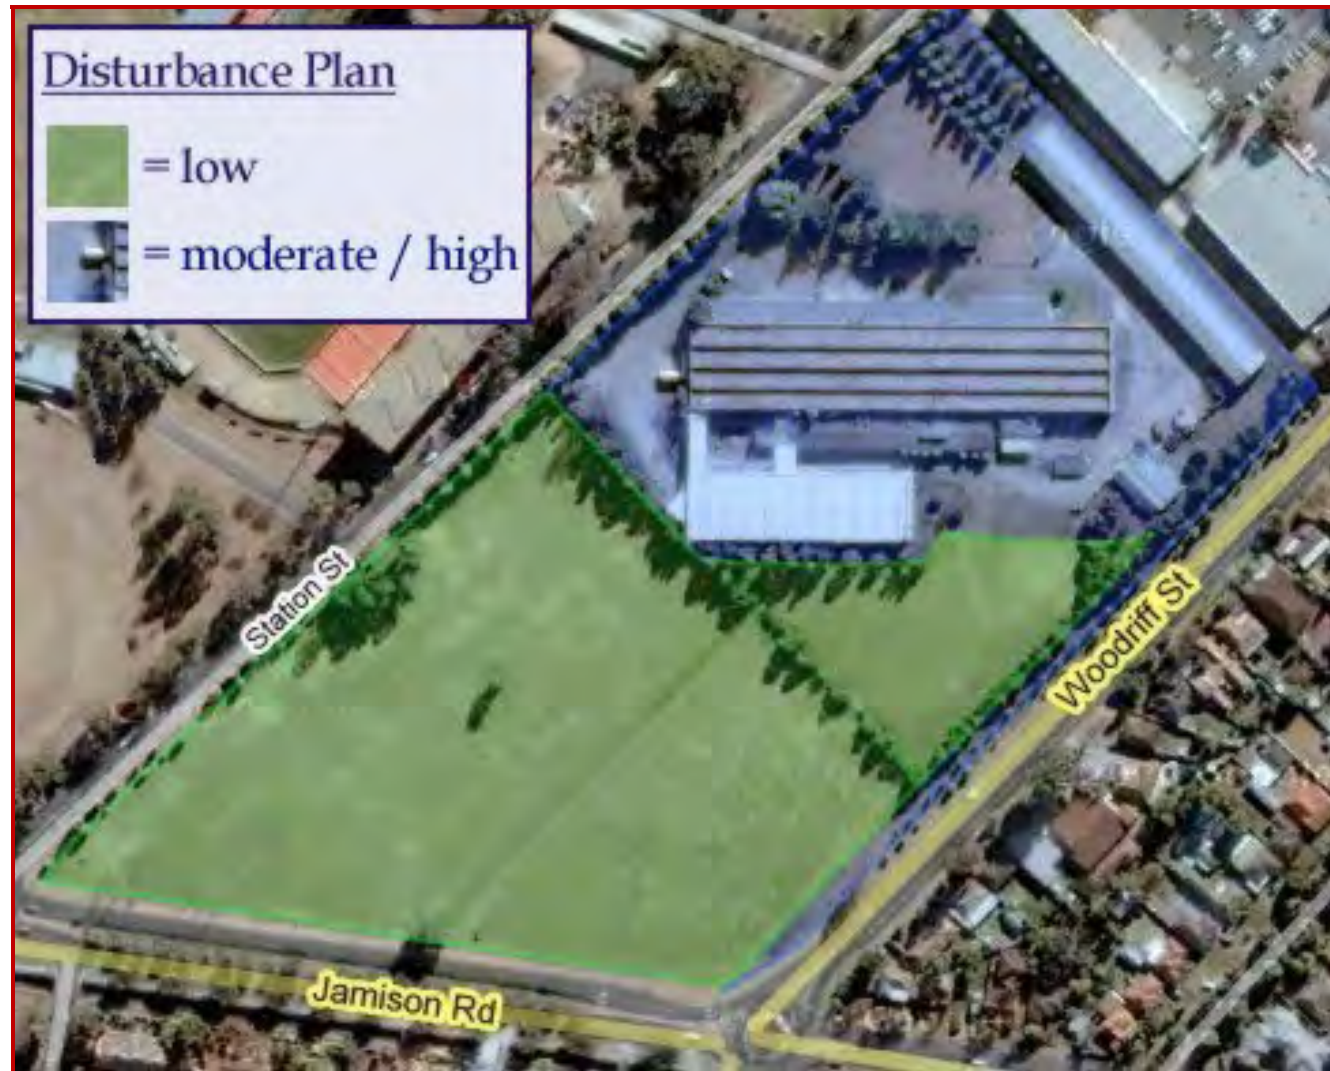 Disturbance Plan
= low
= moderate / high
Station St
Woodriff St
Jamison Rd